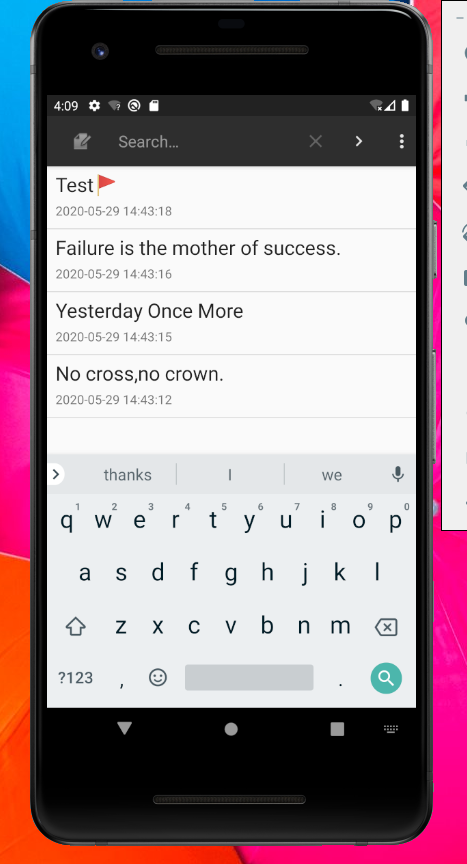 4:09
Search...
Test
2020-05-29 14:43:18
Failure is the mother of success.
2020-05-29 14:43:16
Yesterday Once More
2020-05-29 14:43:15
No cross,no crown.
2020-05-29 14:43:12
thanks I we
1 2 3 4 5 6 7 8 9 0
q w e r t y u i o p
a s d f g h j k l
z x c v b n m
?123 , .